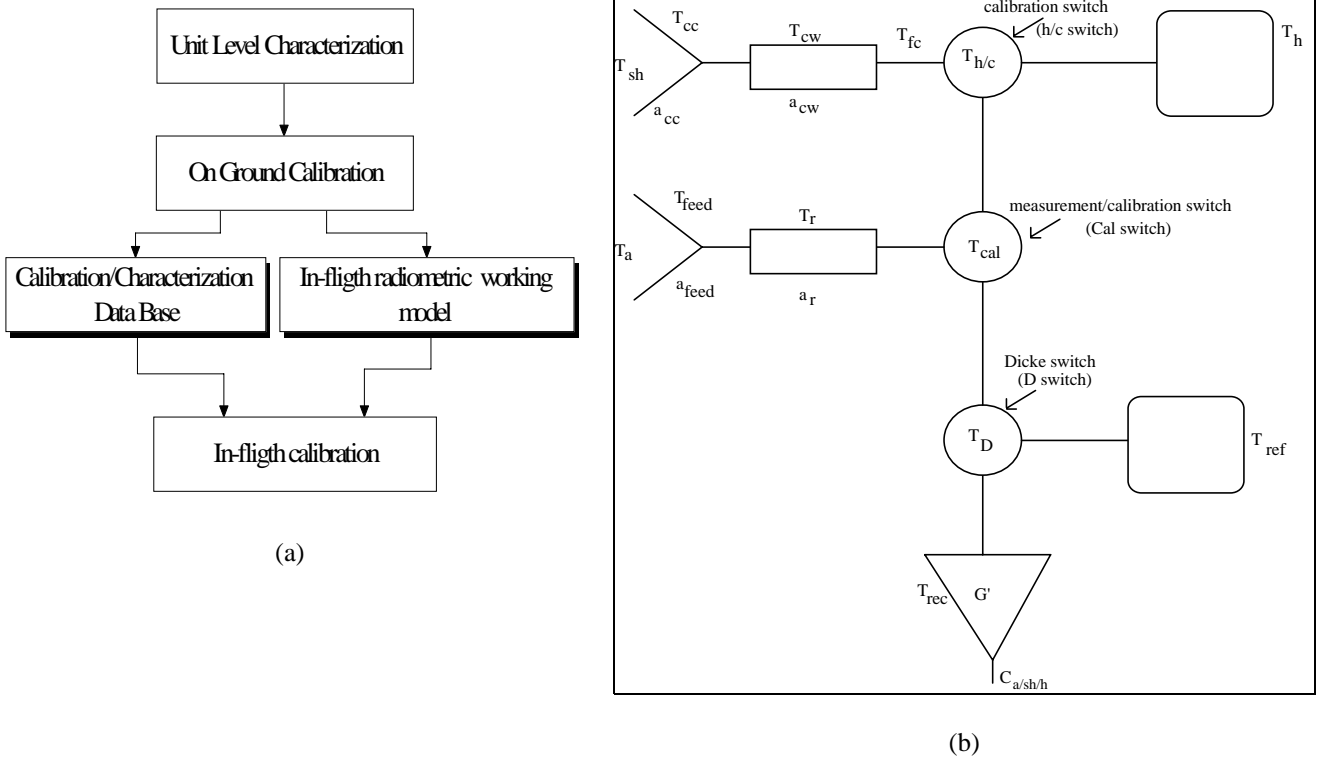 Unit Level Characterization
On Ground Calibration
Calibration/Characterization
Data Base
In-fligth radiometric working
model
In-fligth calibration
(a)
calibration switch
(h/c switch)
T cc
T cw
T fc
T h/c
T h
T sh
a cc
a cw
measurement/calibration switch
(Cal switch)
T feed
T r
T cal
T a
a feed
a r
Dicke switch
(D switch)
T D
T ref
T rec
G'
C a/sh/h
(b)